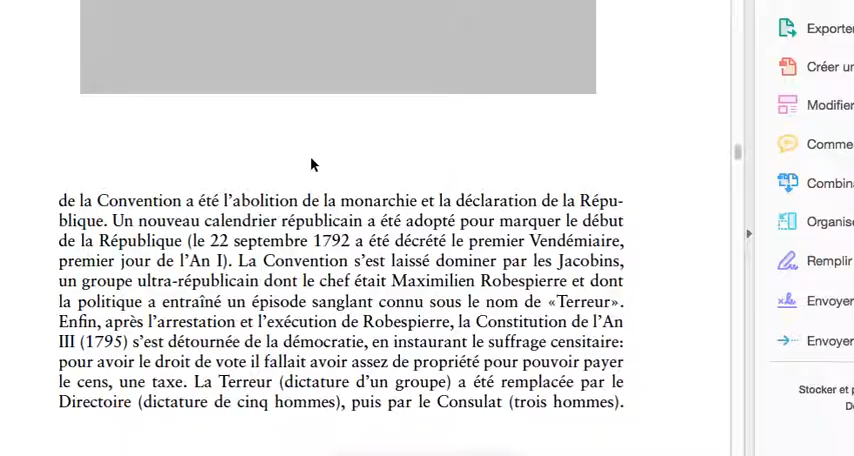 de la Convention a été l'abolition de la monarchie et la déclaration de la Répu-
blique. Un nouveau calendrier républicain a été adopté pour marquer le début
de la République (le 22 septembre 1792 a été décrété le premier Vendémiaire,
premier jour de l'An I). La Convention s'est laissé dominer par les Jacobins,
un groupe ultra-républicain dont le chef était Maximilien Robespierre et dont
la politique a entraîné un épisode sanglant connu sous le nom de «Terreur».
Enfin, après l'arrestation et l'exécution de Robespierre, la Constitution de l'An
III (1795) s'est détournée de la démocratie, en instaurant le suffrage censitaire:
pour avoir le droit de vote il fallait avoir assez de propriété pour pouvoir payer
le cens, une taxe. La Terreur (dictature d'un groupe) a été remplacée par le
Directoire (dictature de cinq hommes), puis par le Consulat (trois hommes).
Exporter
Créer un
Modifier
Comme
Combin
Organise
Remplir
Envoyer
Envoyer
Stocker et p
D